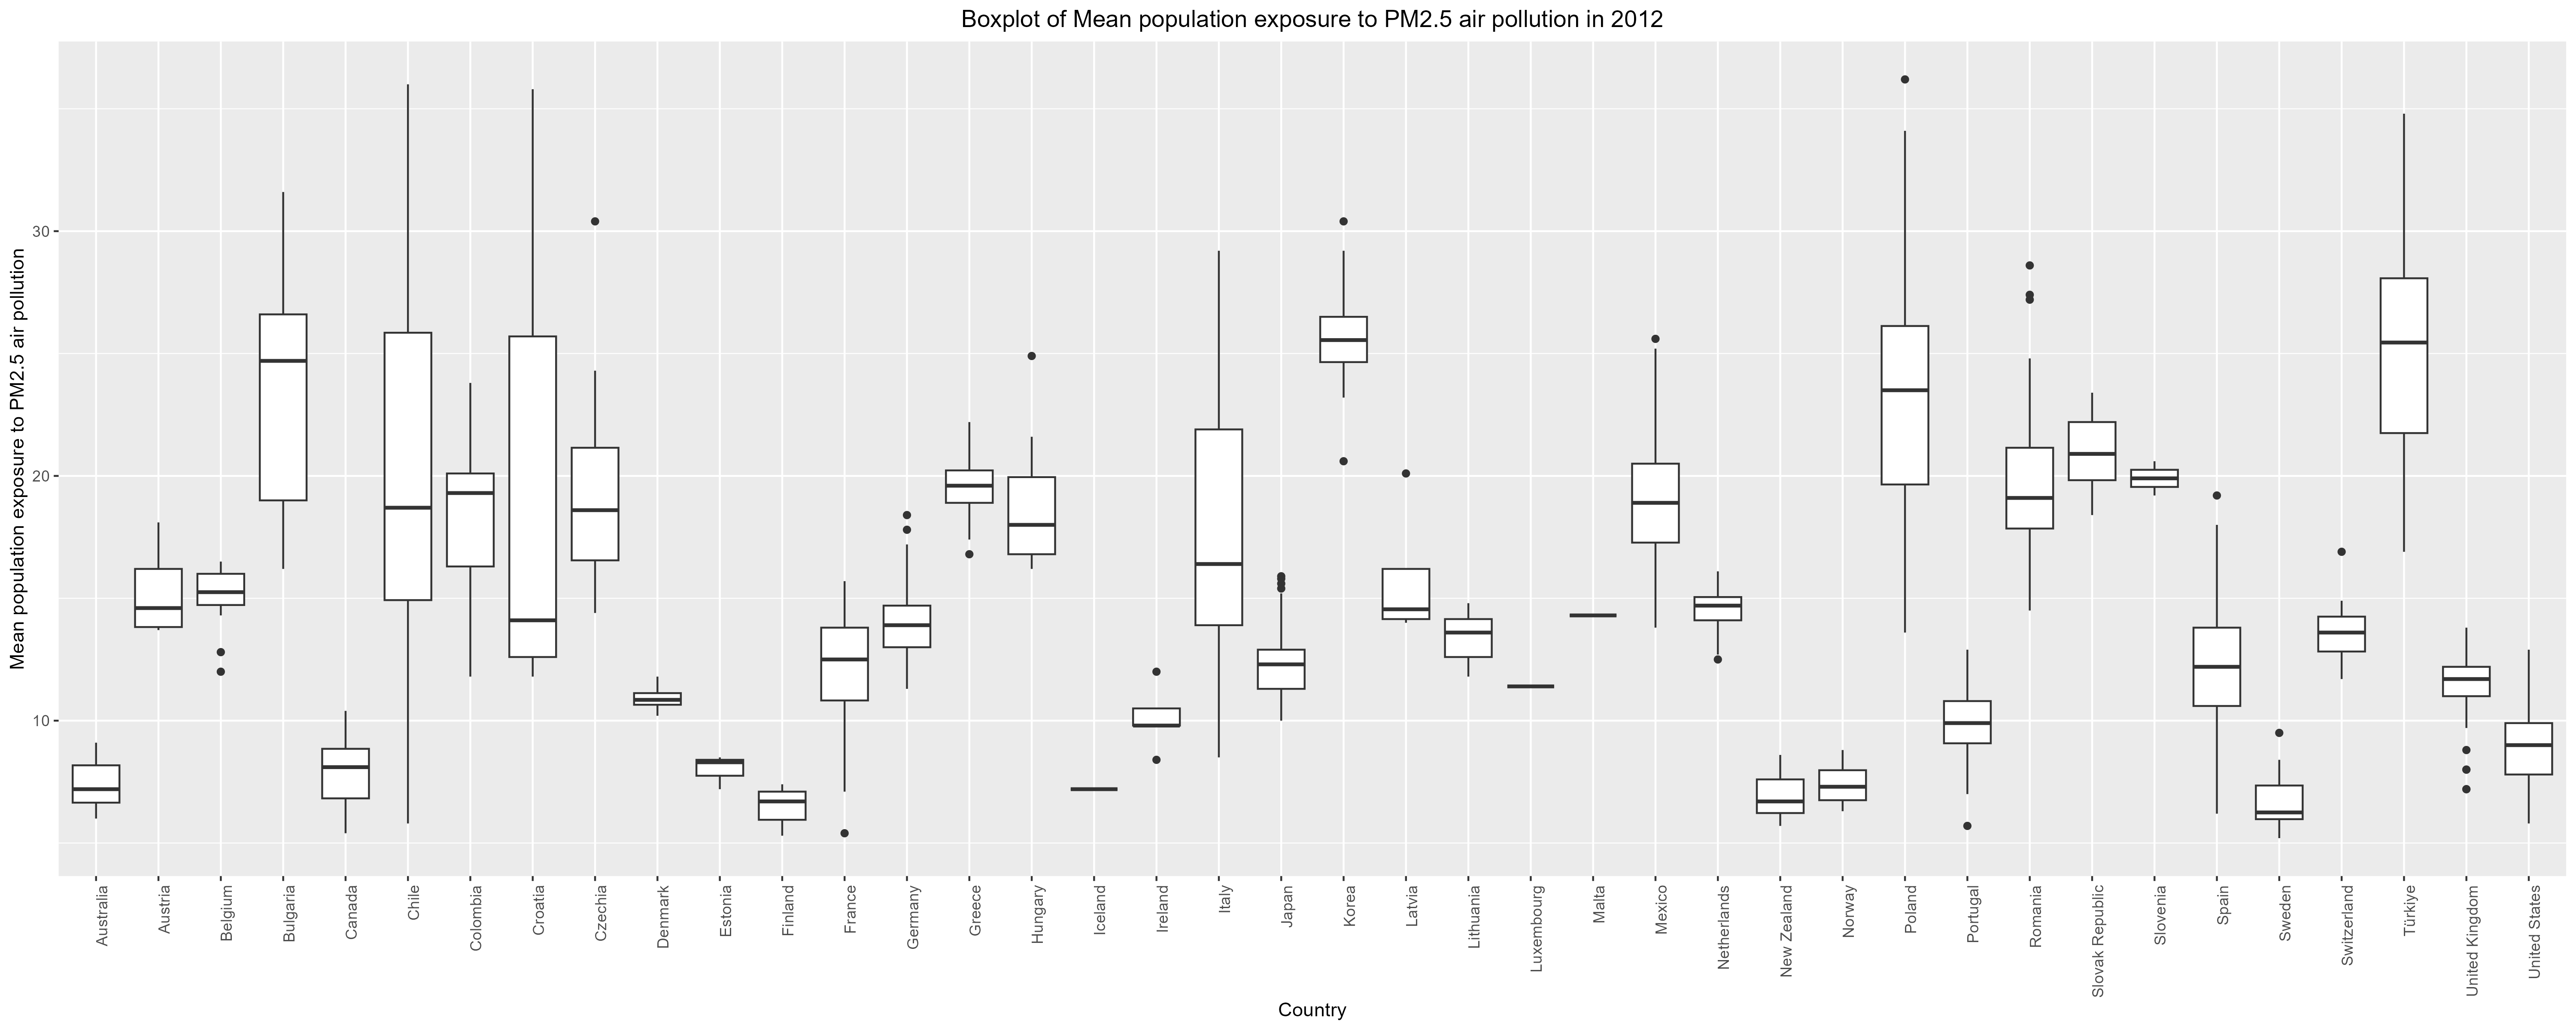 Boxplot of Mean population exposure to PM2.5 air pollution in 2012
Mean population exposure to PM2.5 air pollution
30
20
10
Australia
Austria
Belgium
Bulgaria
Canada
Chile
Colombia
Croatia
Czechia
Denmark
Estonia
Finland
France
Germany
Greece
Hungary
Iceland
Ireland
Italy
Japan
Korea
Latvia
Lithuania
Luxembourg
Malta
Mexico
Netherlands
New Zealand
Norway
Poland
Portugal
Romania
Slovak Republic
Slovenia
Spain
Sweden
Switzerland
Türkiye
United Kingdom
United States
Country